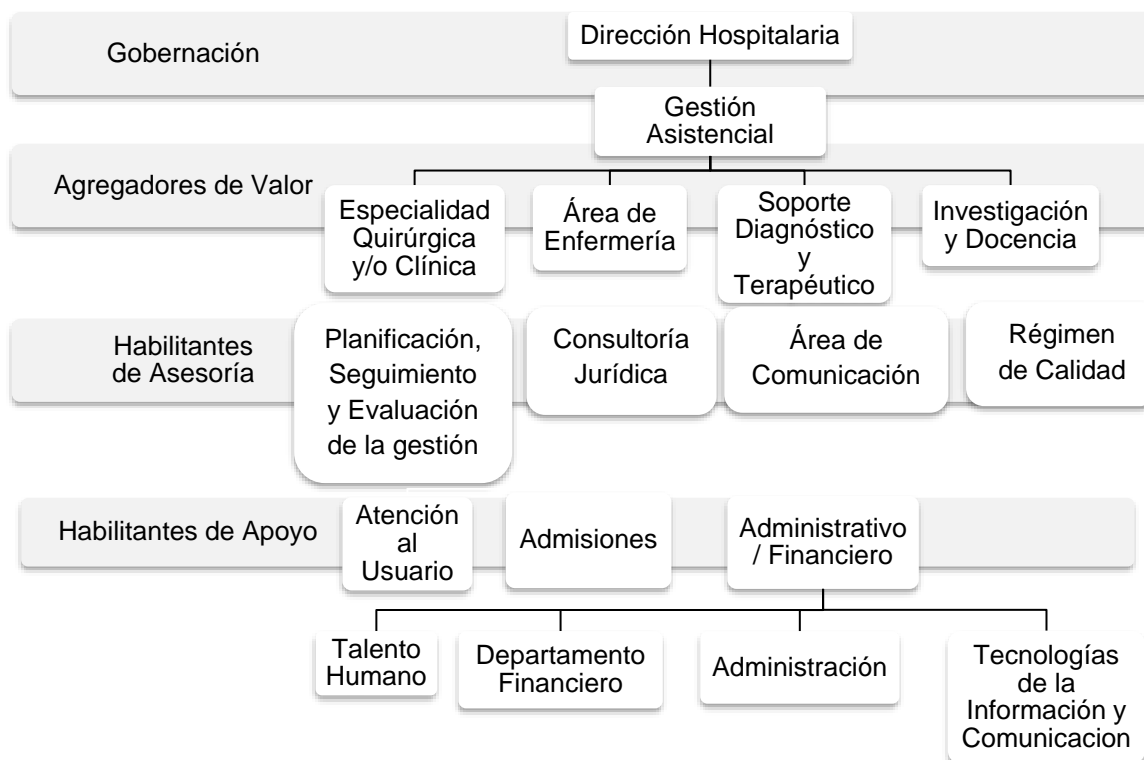 Gobernación
Dirección Hospitalaria
Gestión
Asistencial
Agregadores de Valor
Especialidad
Quirúrgica
y/o Clínica
Área de
Enfermería
Soporte
Diagnóstico
y
Terapéutico
Investigación
y Docencia
Habilitantes
de Asesoría
Planificación,
Seguimiento
y Evaluación
de la gestión
Consultoría
Jurídica
Área de
Comunicación
Régimen
de Calidad
Habilitantes de Apoyo
Atención
al
Usuario
Admisiones
Administrativo
/ Financiero
Talento
Humano
Departamento
Financiero
Administración
Tecnologías
de la
Información y
Comunicacion